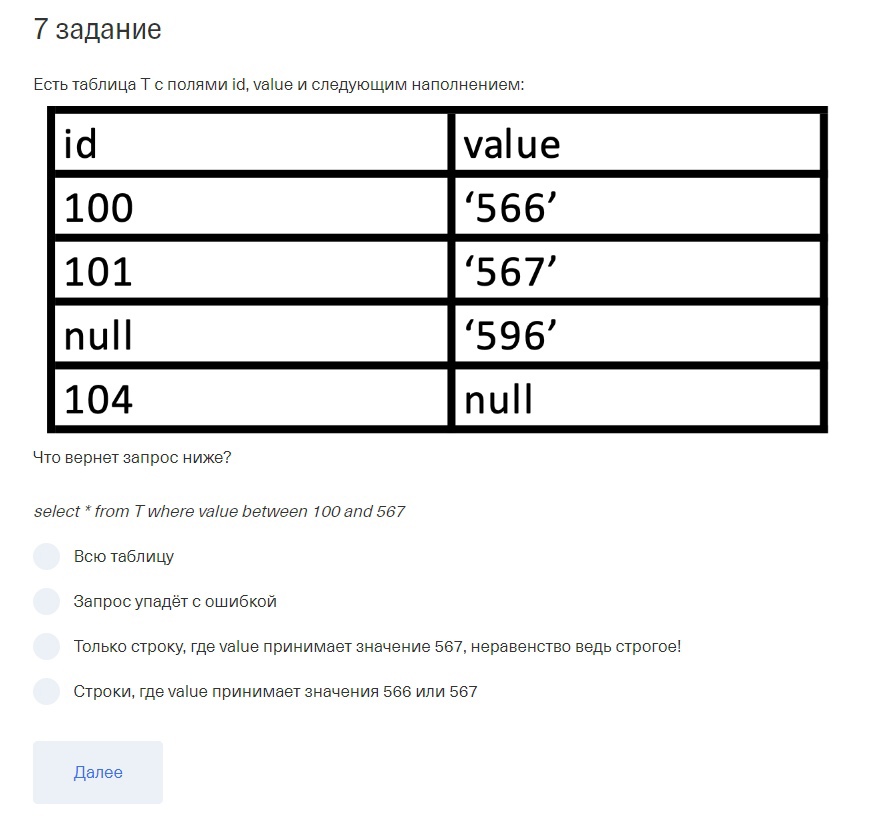 7 задание
Есть таблица T с полями id, value и следующим наполнением:
id value
100 ‘566’
101 ‘567’
null ‘596’
104 null
Что вернет запрос ниже?
select * from T where value between 100 and 567
Всю таблицу
Запрос упадёт с ошибкой
Только строку, где value принимает значение 567, неравенство ведь строгое!
Строки, где value принимает значения 566 или 567
Далее